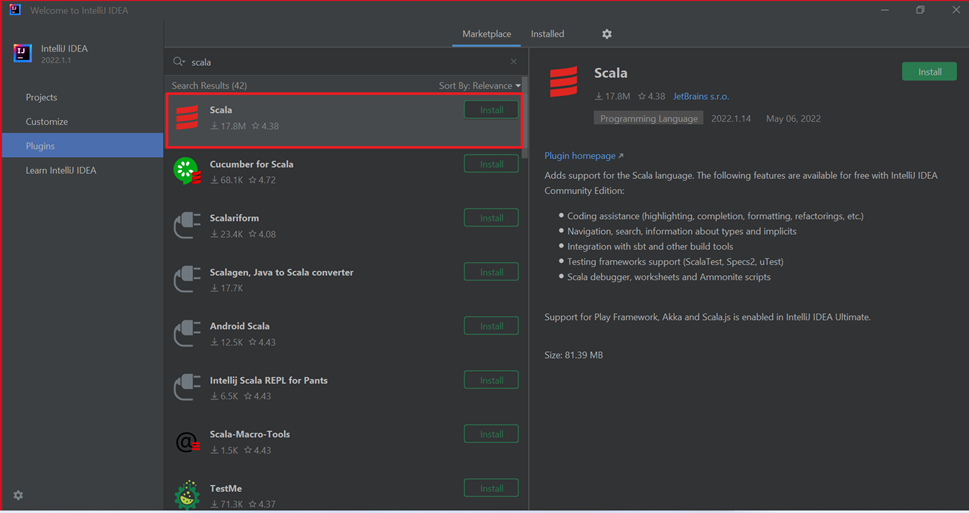 Welcome to IntelliJ IDEA
IntelliJ IDEA
2022.1.1
Projects
Customize
Plugins
Learn IntelliJ IDEA
Marketplace
Installed
scala
Search Results (42)
Sort By: Relevance
Scala
17.8M 4.38
Install
Cucumber for Scala
68.1K 4.72
Install
Scalariform
23.4K 4.08
Install
Scalagen, Java to Scala converter
17.7K
Install
Android Scala
12.5K 4.43
Install
Intellij Scala REPL for Pants
6.5K 4.43
Install
Scala-Macro-Tools
1.5K 4.43
Install
TestMe
71.3K 4.37
Install
Scala
Install
17.8M 4.38 JetBrains s.r.o.
Programming Language 2022.1.14 May 06, 2022
Plugin homepage ↗
Adds support for the Scala language. The following features are available for free with IntelliJ IDEA
Community Edition:
• Coding assistance (highlighting, completion, formatting, refactorings, etc.)
• Navigation, search, information about types and implicits
• Integration with sbt and other build tools
• Testing frameworks support (ScalaTest, Specs2, uTest)
• Scala debugger, worksheets and Ammonite scripts
Support for Play Framework, Akka and Scala.js is enabled in IntelliJ IDEA Ultimate.
Size: 81.39 MB